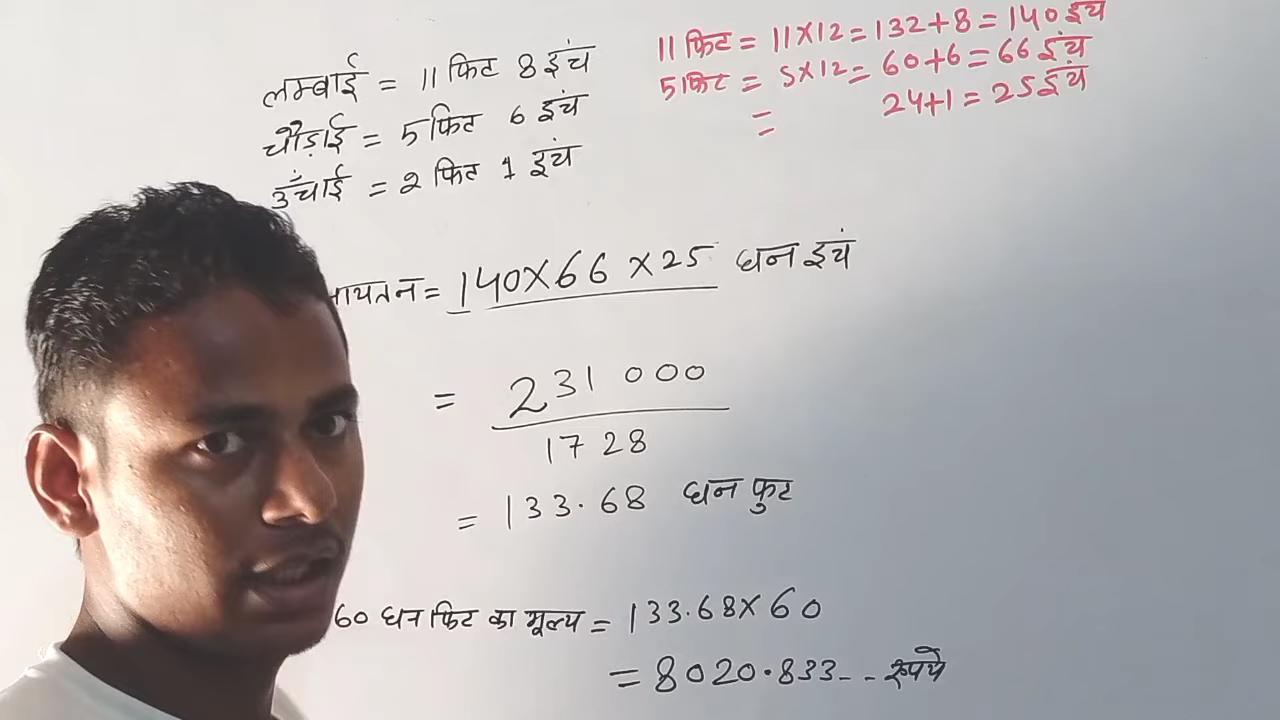 लम्बाई = 11 फिट 8 इंच
चौड़ाई = 5 फिट 6 इंच
उँचाई = 2 फिट 1 इंच
11 फिट = 11×12 = 132+8 = 140 इंच
5 फिट = 5×12 = 60+6 = 66 इंच
= 24+1 = 25 इंच
= 140×66×25 घन इचं
= 231000
1728
= 133.68 घन फुट
60 घन फिट का मूल्य = 133.68×60
= 8020.833-- रुपये